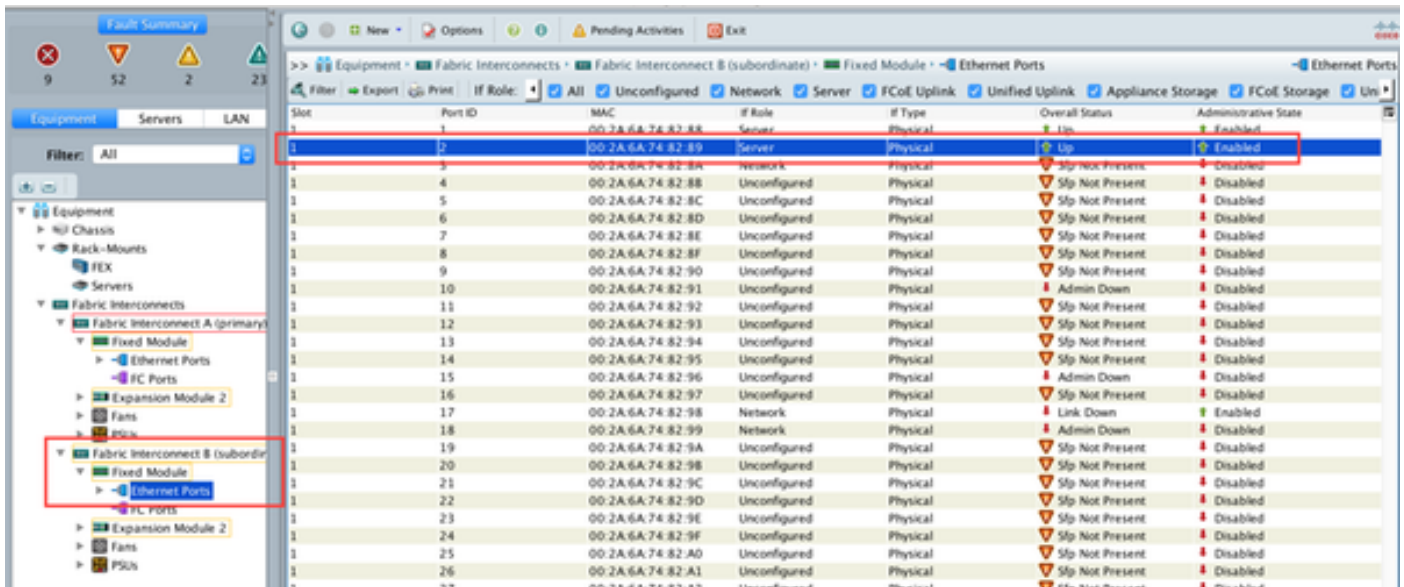 Fault Summary
9 52 2 23
Equipment Servers LAN
Filter: All
Equipment
Chassis
Rack-Mounts
FEX
Servers
Fabric Interconnects
Fabric Interconnect A (primary)
Fixed Module
Ethernet Ports
FC Ports
Expansion Module 2
Fans
PSUs
Fabric Interconnect B (subordin
Fixed Module
Ethernet Ports
FC Ports
Expansion Module 2
Fans
PSUs
New Options Pending Activities Exit
>> Equipment Fabric Interconnects Fabric Interconnect B (subordinate) Fixed Module Ethernet Ports Ethernet Ports
Filter Export Print If Role: All Unconfigured Network Server FCoE Uplink Unified Uplink Appliance Storage FCoE Storage Uni
Slot Port ID MAC If Role If Type Overall Status Administrative State
1 1 00:2A:6A:74:82:88 Server Physical Up Enabled
1 2 00:2A:6A:74:82:89 Server Physical Up Enabled
1 3 00:2A:6A:74:82:8A Network Physical Sfp Not Present Disabled
1 4 00:2A:6A:74:82:8B Unconfigured Physical Sfp Not Present Disabled
1 5 00:2A:6A:74:82:8C Unconfigured Physical Sfp Not Present Disabled
1 6 00:2A:6A:74:82:8D Unconfigured Physical Sfp Not Present Disabled
1 7 00:2A:6A:74:82:8E Unconfigured Physical Sfp Not Present Disabled
1 8 00:2A:6A:74:82:8F Unconfigured Physical Sfp Not Present Disabled
1 9 00:2A:6A:74:82:90 Unconfigured Physical Sfp Not Present Disabled
1 10 00:2A:6A:74:82:91 Unconfigured Physical Admin Down Disabled
1 11 00:2A:6A:74:82:92 Unconfigured Physical Sfp Not Present Disabled
1 12 00:2A:6A:74:82:93 Unconfigured Physical Sfp Not Present Disabled
1 13 00:2A:6A:74:82:94 Unconfigured Physical Sfp Not Present Disabled
1 14 00:2A:6A:74:82:95 Unconfigured Physical Sfp Not Present Disabled
1 15 00:2A:6A:74:82:96 Unconfigured Physical Admin Down Disabled
1 16 00:2A:6A:74:82:97 Unconfigured Physical Sfp Not Present Disabled
1 17 00:2A:6A:74:82:98 Network Physical Link Down Enabled
1 18 00:2A:6A:74:82:99 Network Physical Admin Down Disabled
1 19 00:2A:6A:74:82:9A Unconfigured Physical Sfp Not Present Disabled
1 20 00:2A:6A:74:82:9B Unconfigured Physical Sfp Not Present Disabled
1 21 00:2A:6A:74:82:9C Unconfigured Physical Sfp Not Present Disabled
1 22 00:2A:6A:74:82:9D Unconfigured Physical Sfp Not Present Disabled
1 23 00:2A:6A:74:82:9E Unconfigured Physical Sfp Not Present Disabled
1 24 00:2A:6A:74:82:9F Unconfigured Physical Sfp Not Present Disabled
1 25 00:2A:6A:74:82:A0 Unconfigured Physical Sfp Not Present Disabled
1 26 00:2A:6A:74:82:A1 Unconfigured Physical Sfp Not Present Disabled